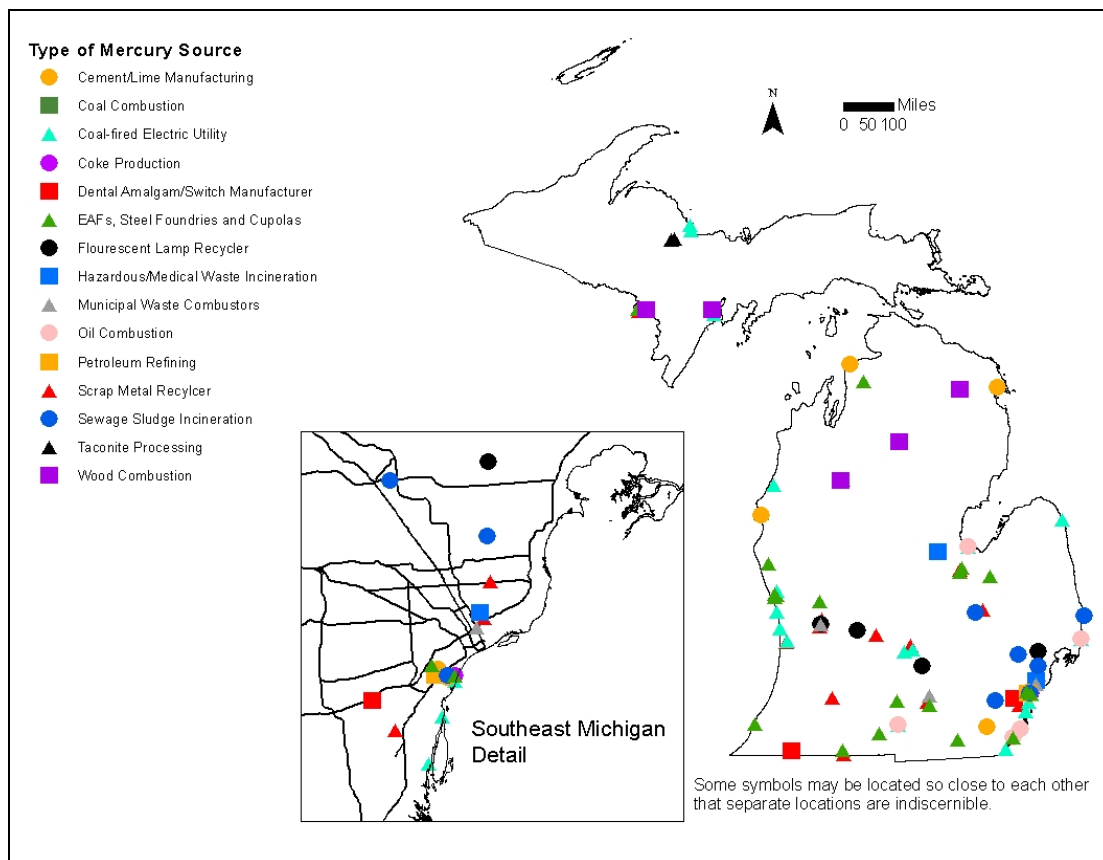 Type of Mercury Source
Cement/Lime Manufacturing
Coal Combustion
Coal-fired Electric Utility
Coke Production
Dental Amalgam/Switch Manufacturer
EAFs, Steel Foundries and Cupolas
Flourescent Lamp Recycler
Hazardous/Medical Waste Incineration
Municipal Waste Combustors
Oil Combustion
Petroleum Refining
Scrap Metal Recylcer
Sewage Sludge Incineration
Taconite Processing
Wood Combustion
N
Miles
0 50 100
Southeast Michigan
Detail
Some symbols may be located so close to each other
that separate locations are indiscernible.